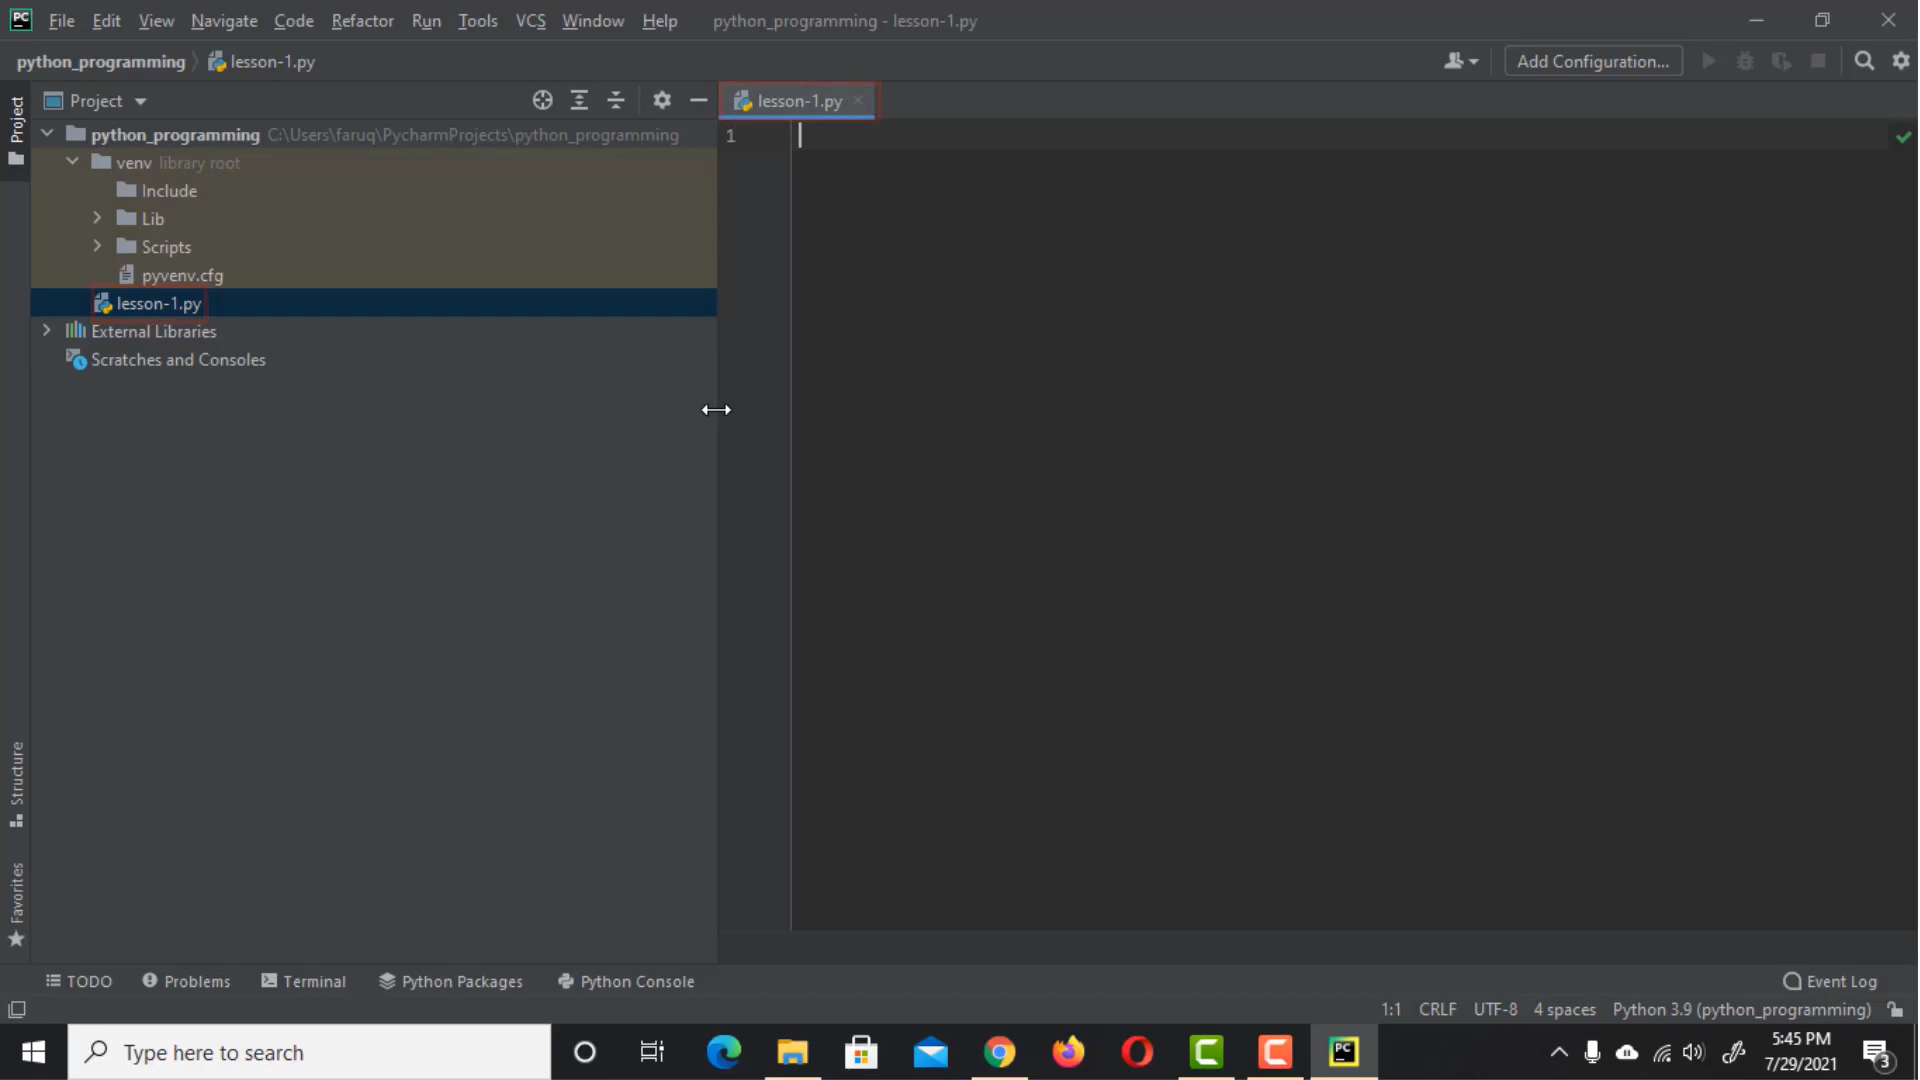 PC File Edit View Navigate Code Refactor Run Tools VCS Window Help python_programming - lesson-1.py
python_programming lesson-1.py Add Configuration...
Project Project lesson-1.py
python_programming C:\Users\faruq\PycharmProjects\python_programming 1
venv library root
Include
Lib
Scripts
pyvenv.cfg
lesson-1.py
External Libraries
Scratches and Consoles
Structure
Favorites
TODO Problems Terminal Python Packages Python Console Event Log
1:1 CRLF UTF-8 4 spaces Python 3.9 (python_programming)
Type here to search PC 5:45 PM
7/29/2021 3